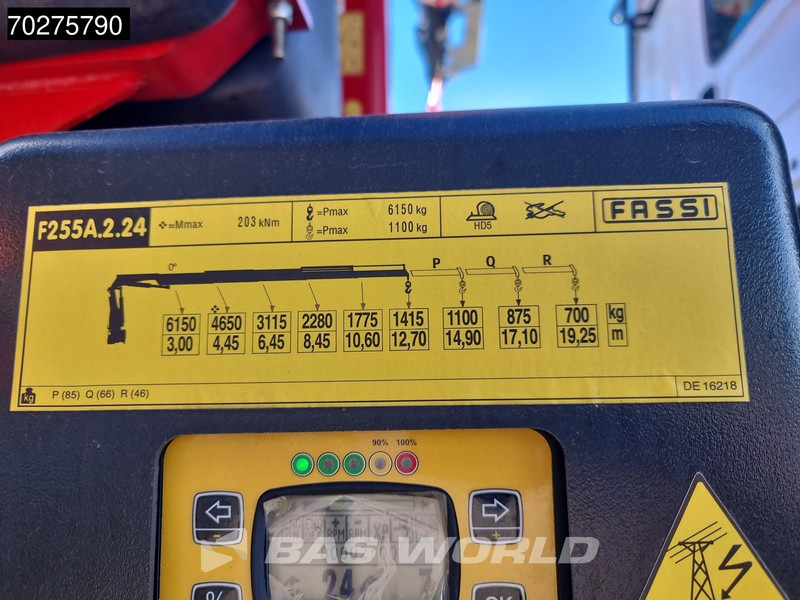 70275790
F255A.2.24
=Mmax 203 kNm
=Pmax 6150 kg
=Pmax 1100 kg
HD5
FASSI
0°
P Q R
6150 4650 3115 2280 1775 1415 1100 875 700 kg
3,00 4,45 6,45 8,45 10,60 12,70 14,90 17,10 19,25 m
kg P (85) Q (66) R (46)
DE 16218
90% 100%
- +
BAS WORLD
24
% OK